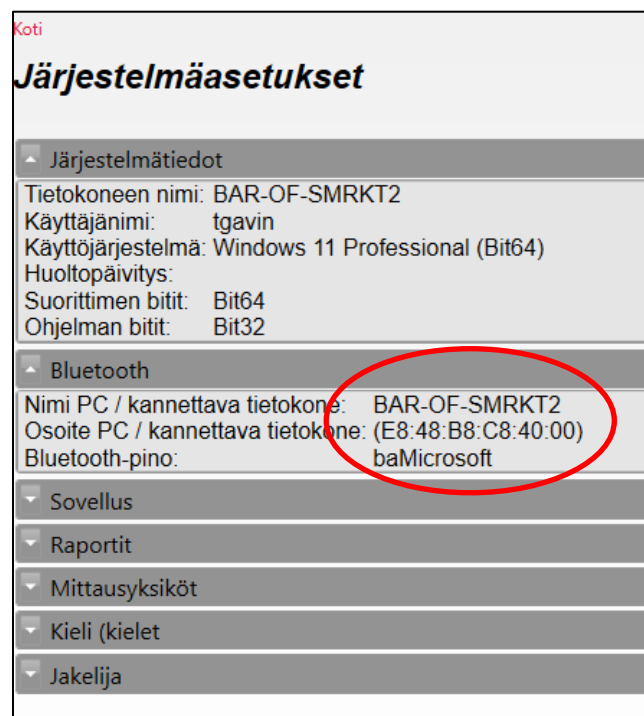 Koti
Järjestelmäasetukset
Järjestelmätiedot
Tietokoneen nimi: BAR-OF-SMRKT2
Käyttäjänimi: tgavin
Käyttöjärjestelmä: Windows 11 Professional (Bit64)
Huoltopäivitys:
Suorittimen bitit: Bit64
Ohjelman bitit: Bit32
Bluetooth
Nimi PC / kannettava tietokone: BAR-OF-SMRKT2
Osoite PC / kannettava tietokone: (E8:48:B8:C8:40:00)
Bluetooth-pino: baMicrosoft
Sovellus
Raportit
Mittausyksiköt
Kieli (kielet
Jakelija